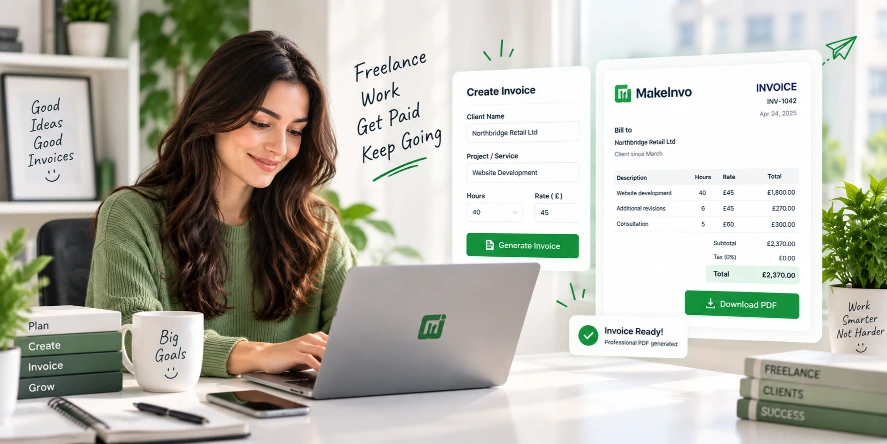 Good
Ideas
Good
Invoices
Plan
Create
Invoice
Grow
Big
Goals
Freelance
Work
Get Paid
Keep Going
Create Invoice
Client Name
Northbridge Retail Ltd
Project / Service
Website Development
Hours
Rate ( £ )
40
45
Generate Invoice
MakeInvo
INVOICE
INV-1042
Apr 24, 2025
Bill to
Northbridge Retail Ltd
Client since March
Description Hours Rate Total
Website development 40 £45 £1,800.00
Additional revisions 6 £45 £270.00
Consultation 5 £60 £300.00
Subtotal £2,370.00
Tax (0%) £0.00
Total £2,370.00
Download PDF
Invoice Ready!
Professional PDF generated
Work
Smarter
Not Harder
FREELANCE
CLIENTS
SUCCESS